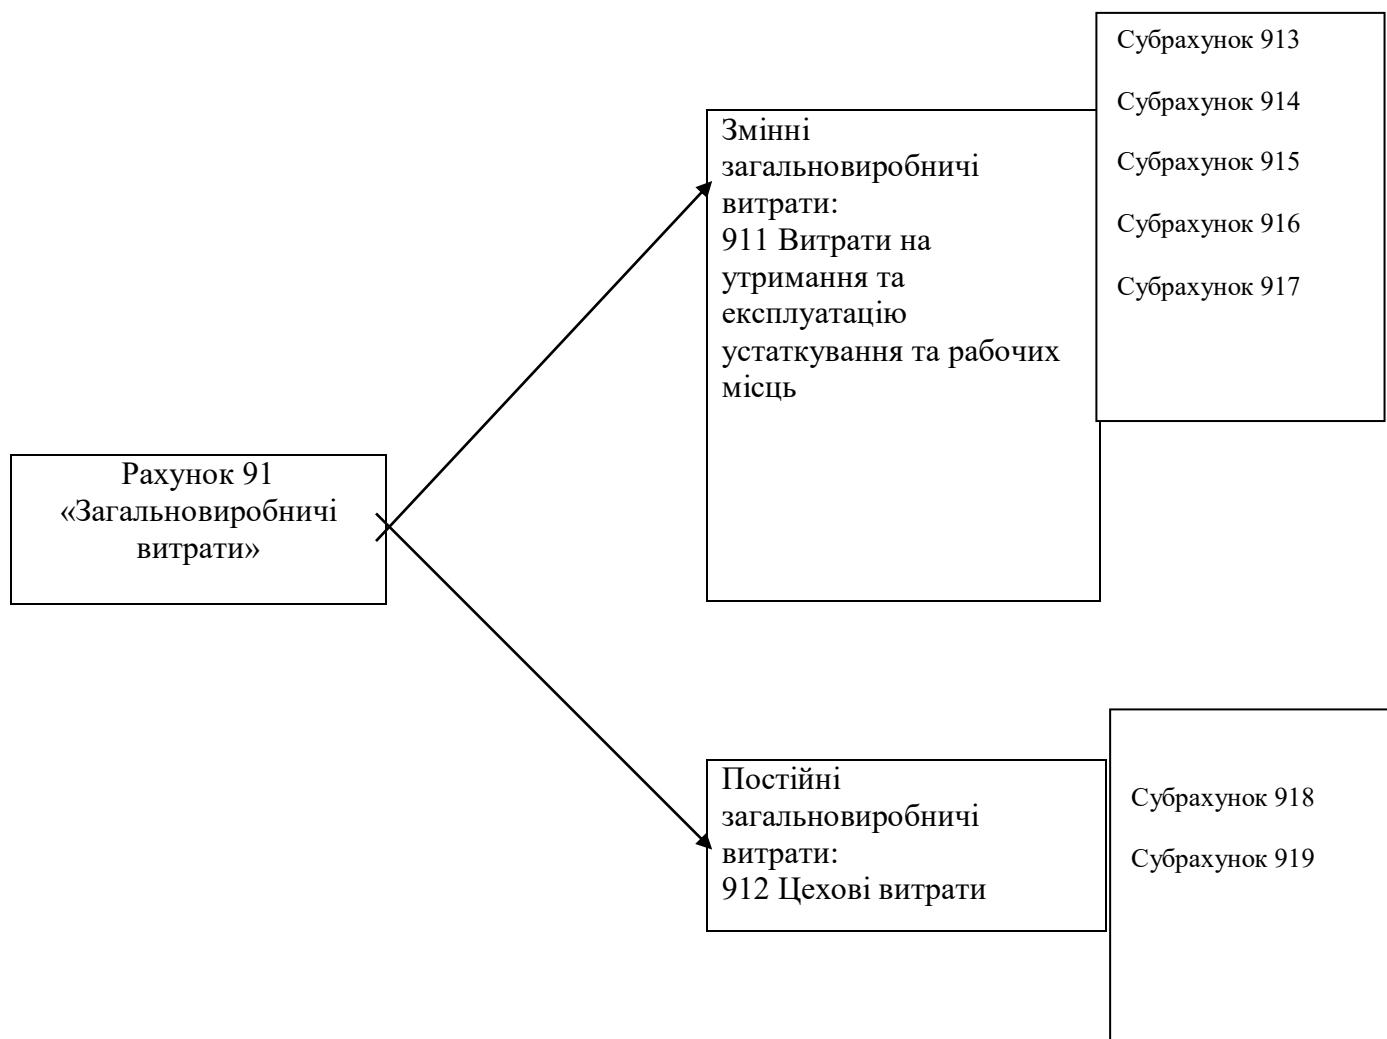 Рахунок 91
«Загальновиробничі
витрати»
Змінні
загальновиробничі
витрати:
911 Витрати на
утримання та
експлуатацію
устаткування та рабочих
місць
Субрахунок 913
Субрахунок 914
Субрахунок 915
Субрахунок 916
Субрахунок 917
Постійні
загальновиробничі
витрати:
912 Цехові витрати
Субрахунок 918
Субрахунок 919